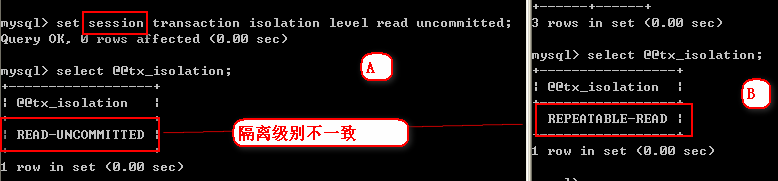 mysql> set session transaction isolation level read uncommitted;
Query OK, 0 rows affected (0.00 sec)
mysql> select @@tx_isolation;
+------------------+
| @@tx_isolation   |
+------------------+
| READ-UNCOMMITTED |
+------------------+
1 row in set (0.00 sec)
A
隔离级别不一致
+------+------+
3 rows in set (0.00 sec)
mysql> select @@tx_isolation;
+-----------------+
| @@tx_isolation  |
+-----------------+
REPEATABLE-READ |
+-----------------+
1 row in set (0.00 sec)
B